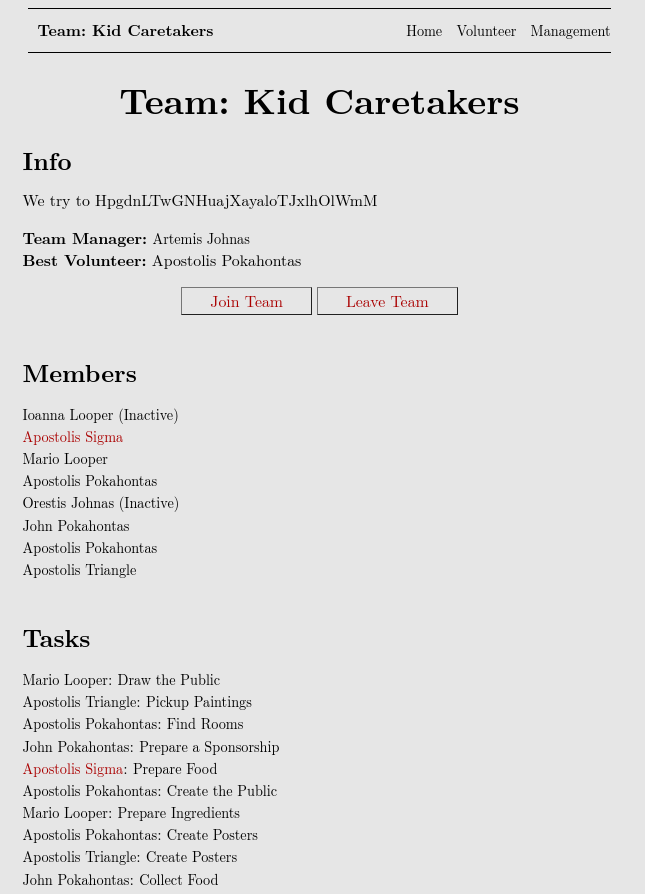 Team: Kid Caretakers Home Volunteer Management
Team: Kid Caretakers
Info
We try to HpgdnLTwGNHuajXayaloTJxlhOlWmM
Team Manager: Artemis Johnas
Best Volunteer: Apostolis Pokahontas
Join Team Leave Team
Members
Ioanna Looper (Inactive)
Apostolis Sigma
Mario Looper
Apostolis Pokahontas
Orestis Johnas (Inactive)
John Pokahontas
Apostolis Pokahontas
Apostolis Triangle
Tasks
Mario Looper: Draw the Public
Apostolis Triangle: Pickup Paintings
Apostolis Pokahontas: Find Rooms
John Pokahontas: Prepare a Sponsorship
Apostolis Sigma: Prepare Food
Apostolis Pokahontas: Create the Public
Mario Looper: Prepare Ingredients
Apostolis Pokahontas: Create Posters
Apostolis Triangle: Create Posters
John Pokahontas: Collect Food